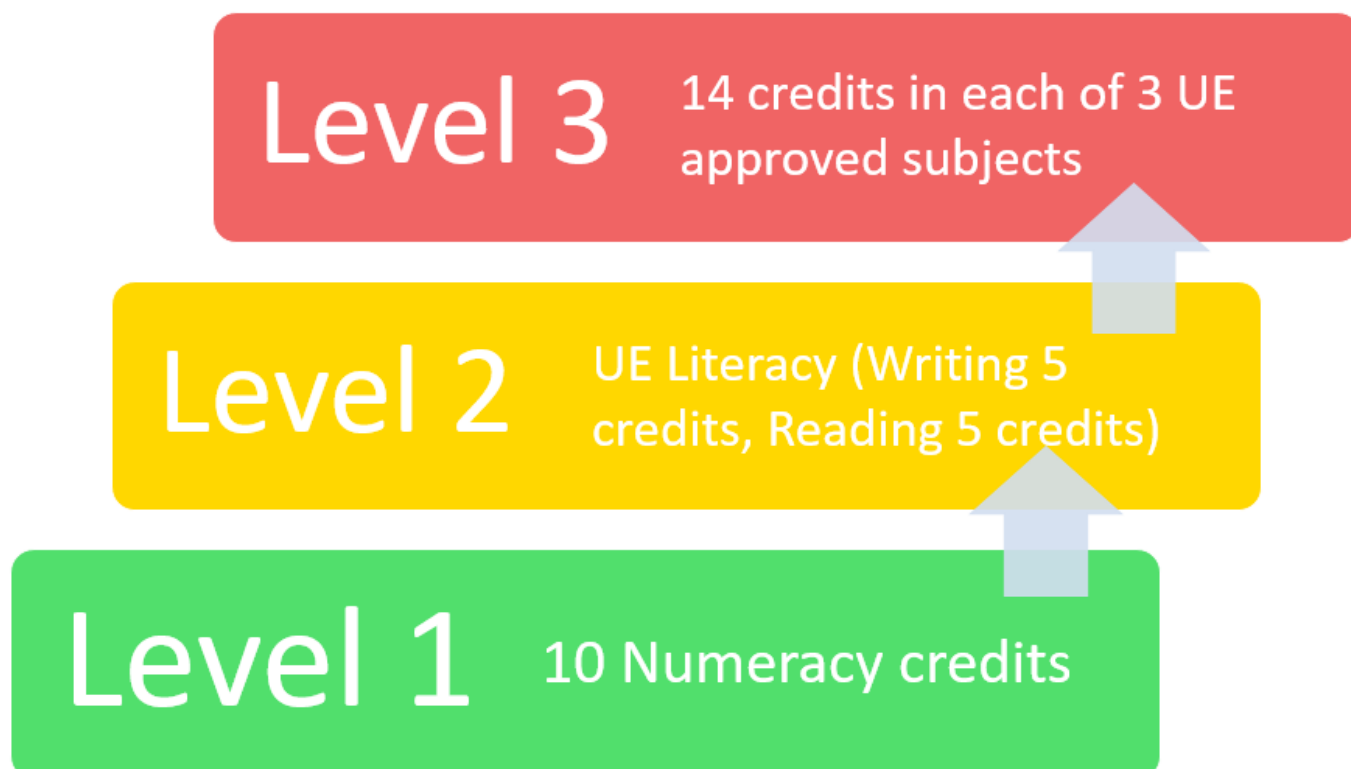 Level 3
14 credits in each of 3 UE
approved subjects
Level 2
UE Literacy (Writing 5
credits, Reading 5 credits)
Level 1
10 Numeracy credits